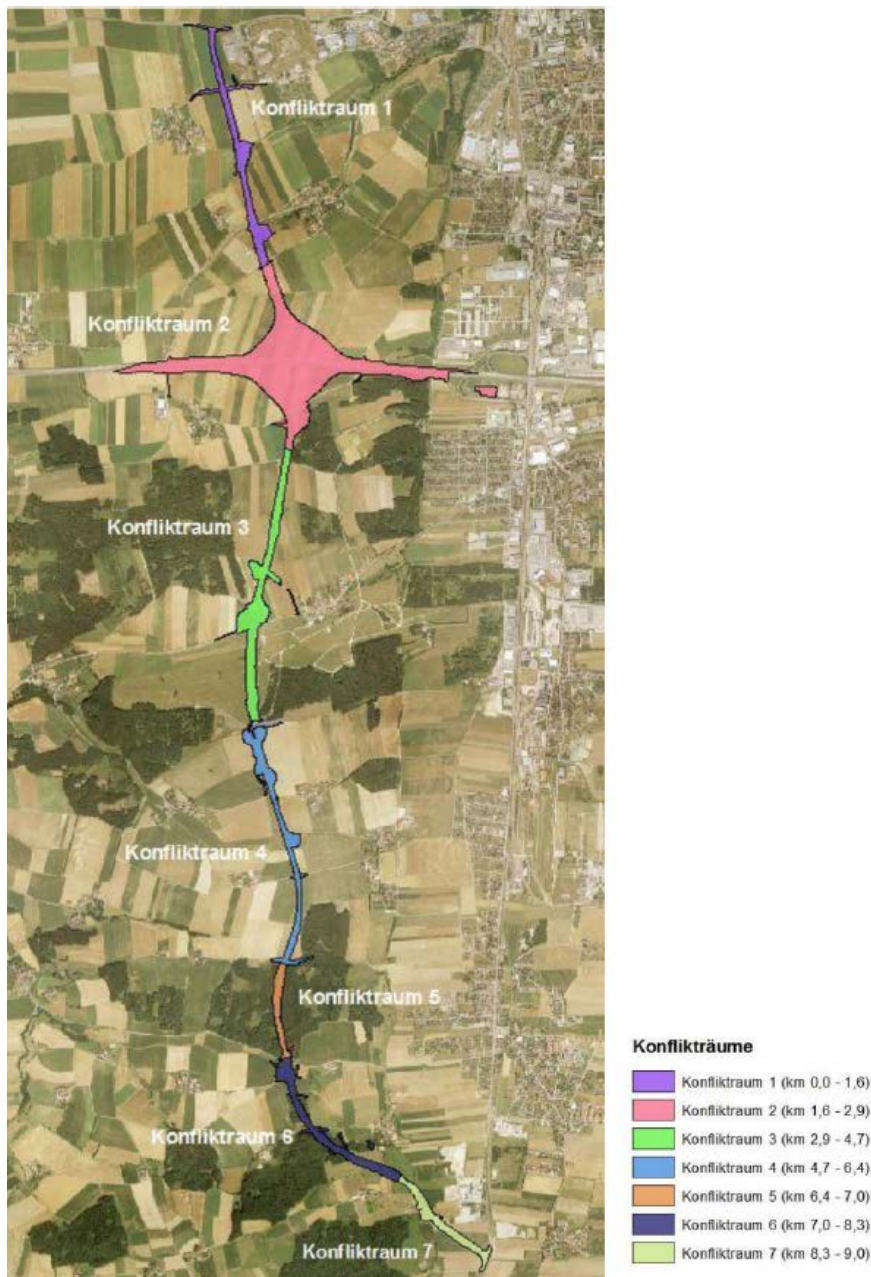 Konfliktraum 1
Konfliktraum 2
Konfliktraum 3
Konfliktraum 4
Konfliktraum 5
Konfliktraum 6
Konfliktraum 7
Konflikträume
Konfliktraum 1 (km 0,0 - 1,6)
Konfliktraum 2 (km 1,6 - 2,9)
Konfliktraum 3 (km 2,9 - 4,7)
Konfliktraum 4 (km 4,7 - 6,4)
Konfliktraum 5 (km 6,4 - 7,0)
Konfliktraum 6 (km 7,0 - 8,3)
Konfliktraum 7 (km 8,3 - 9,0)